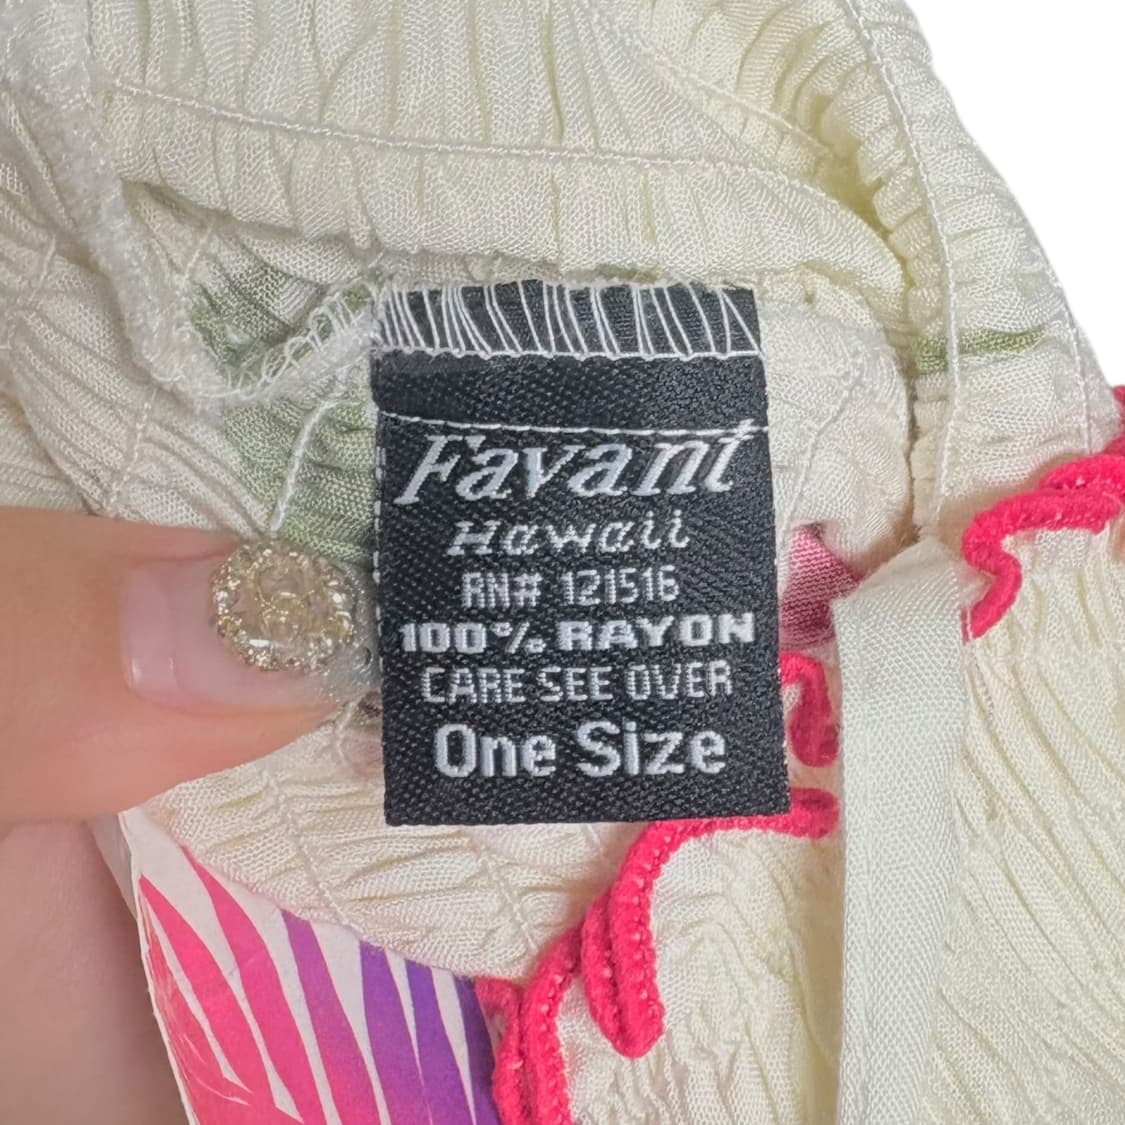 Favant
Hawaii
RN# 121516
100% RAYON
CARE SEE OVER
One Size